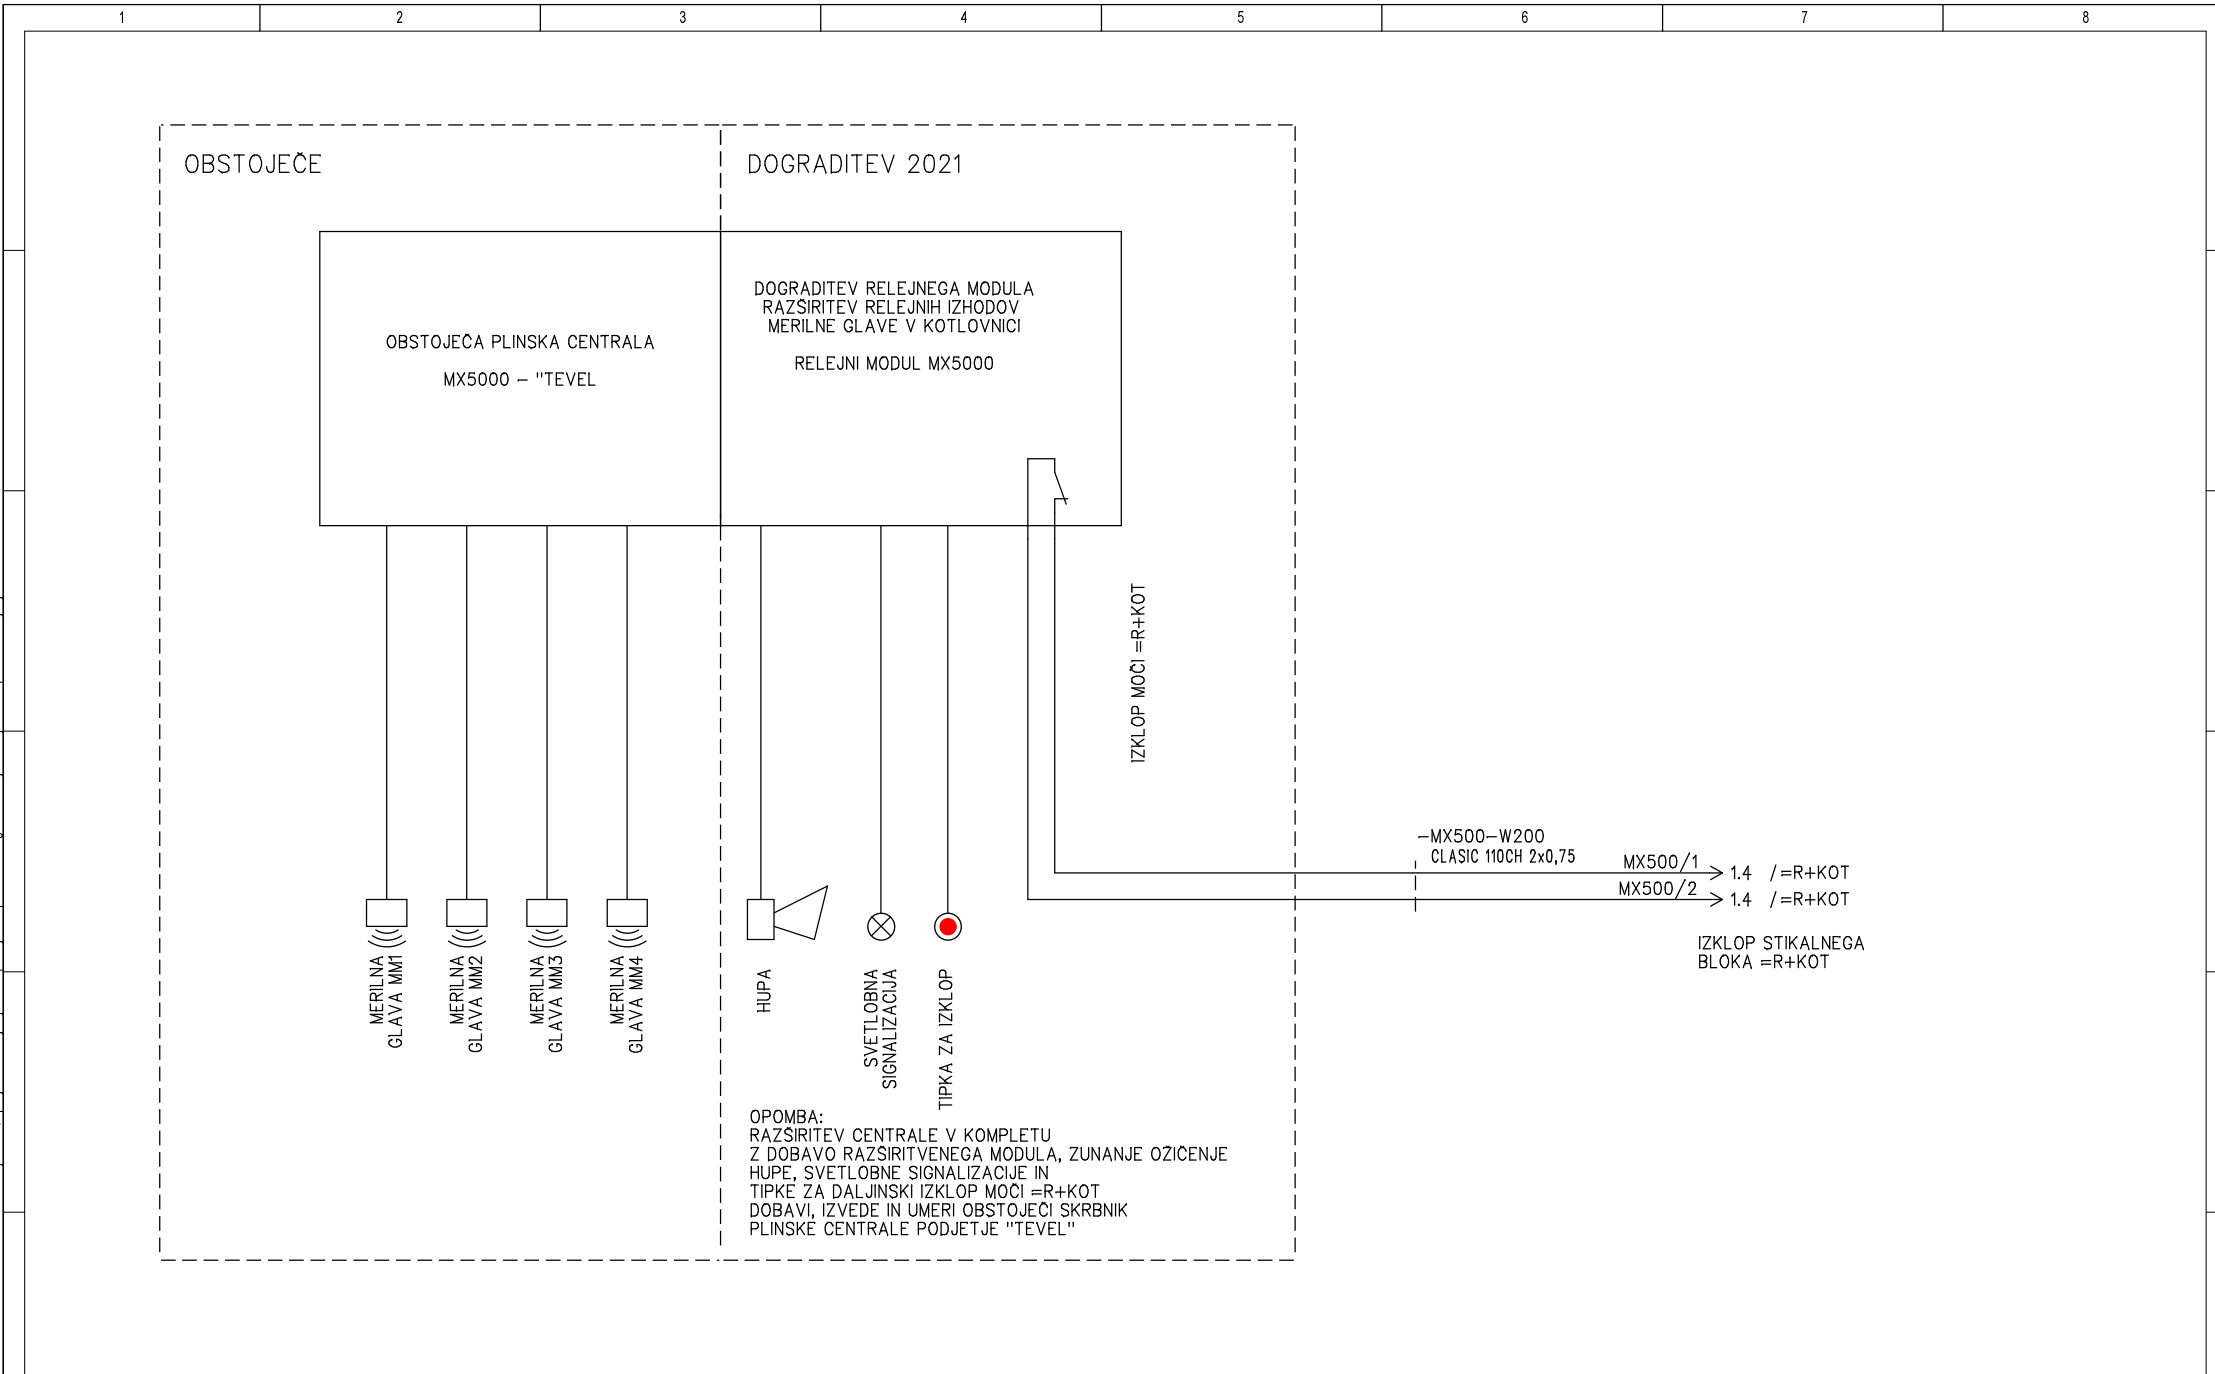 1 2 3 4 5 6 7 8
OBSTOJEČE
DOGRADITEV 2021
OBSTOJEČA PLINSKA CENTRALA
MX5000 – "TEVEL
DOGRADITEV RELEJNEGA MODULA
RAZŠIRITEV RELEJNIH IZHODOV
MERILNE GLAVE V KOTLOVNICI
RELEJNI MODUL MX5000
IZKLOP MOČI =R+KOT
–MX500–W200
CLASIC 110CH 2x0,75
MX500/1
1.4 /=R+KOT
MX500/2
1.4 /=R+KOT
IZKLOP STIKALNEGA
BLOKA =R+KOT
MERILNA
GLAVA MM1
MERILNA
GLAVA MM2
MERILNA
GLAVA MM3
MERILNA
GLAVA MM4
HUPA
SVETLOBNA
SIGNALIZACIJA
TIPKA ZA IZKLOP
OPOMBA:
RAZŠIRITEV CENTRALE V KOMPLETU
Z DOBAVO RAZŠIRITVENEGA MODULA, ZUNANJE OŽIČENJE
HUPE, SVETLOBNE SIGNALIZACIJE IN
TIPKE ZA DALJINSKI IZKLOP MOČI =R+KOT
DOBAVI, IZVEDE IN UMERI OBSTOJEČI SKRBNIK
PLINSKE CENTRALE PODJETJE "TEVEL"